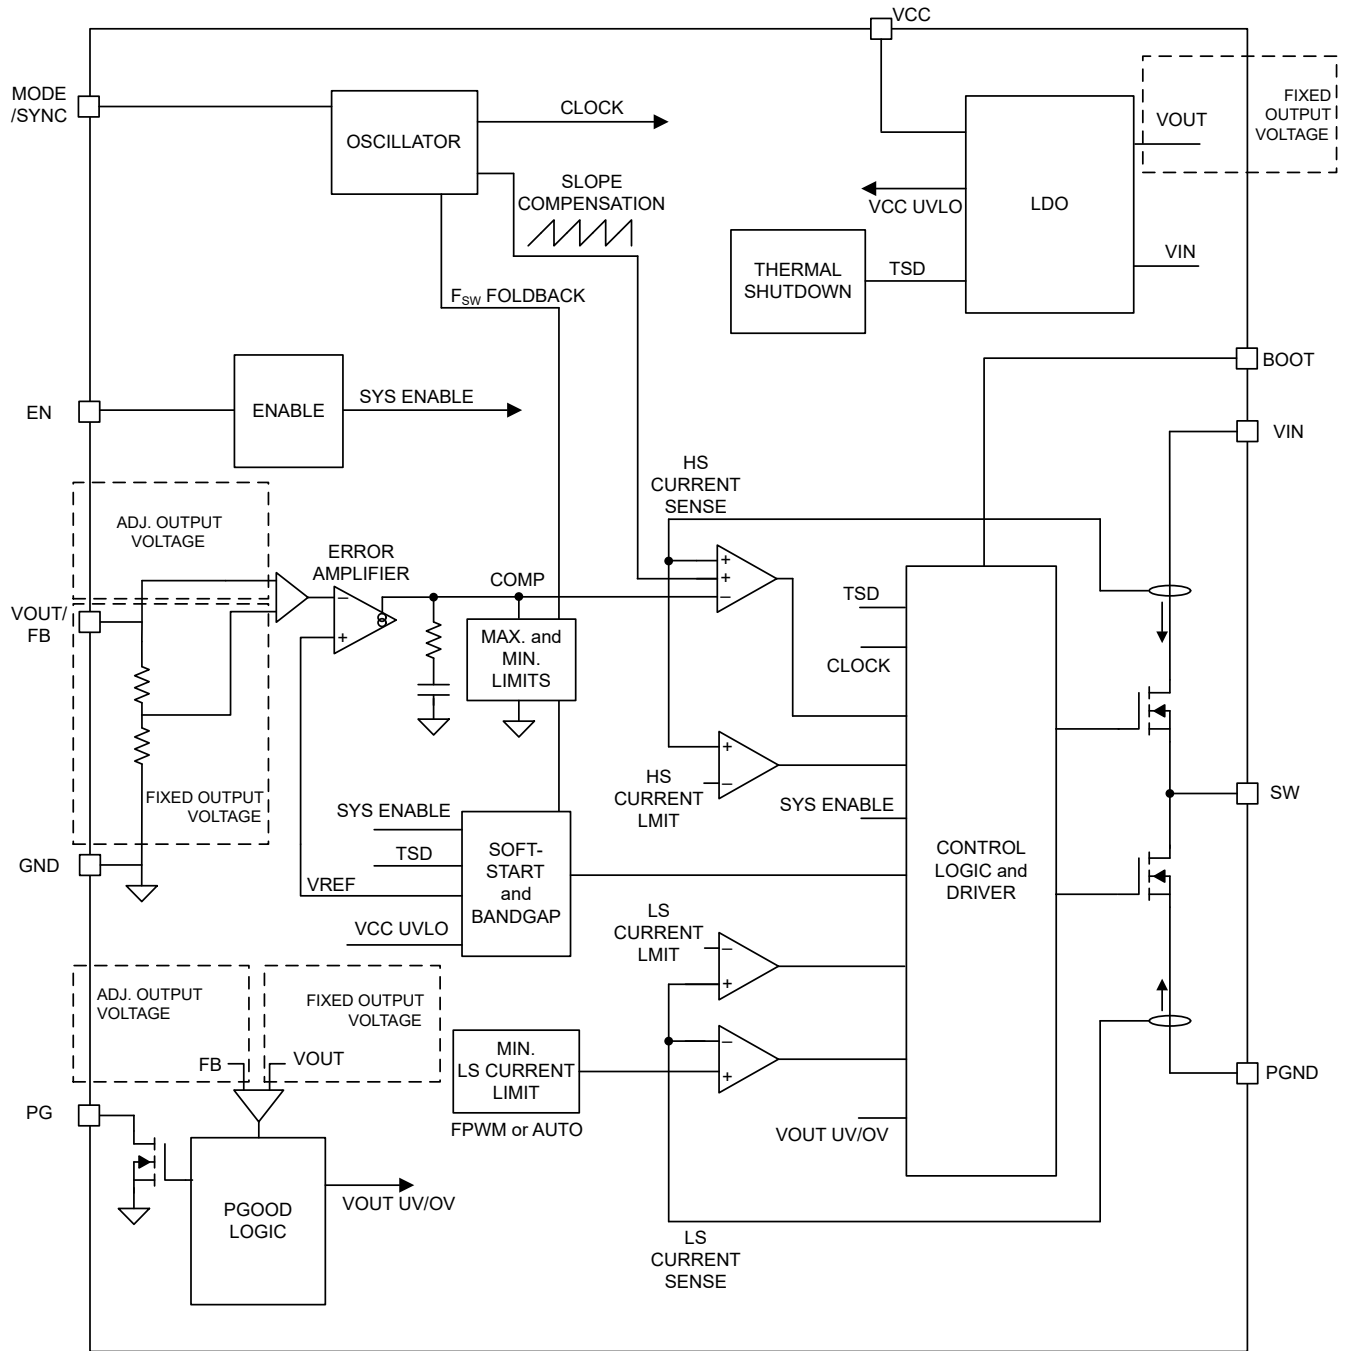 VCC
MODE
/SYNC
OSCILLATOR
CLOCK
SLOPE
COMPENSATION
FSW FOLDBACK
FIXED
OUTPUT
VOLTAGE
VOUT
LDO
VCC UVLO
VIN
THERMAL
SHUTDOWN
TSD
BOOT
EN
ENABLE
SYS ENABLE
VIN
HS
CURRENT
SENSE
ADJ. OUTPUT
VOLTAGE
ERROR
AMPLIFIER
−
+
COMP
+
+
−
VOUT/
FB
MAX. and
MIN.
LIMITS
TSD
CLOCK
+
−
HS
CURRENT
LMIT
SYS ENABLE
SW
FIXED OUTPUT
VOLTAGE
GND
SYS ENABLE
TSD
VREF
VCC UVLO
SOFT-
START
and
BANDGAP
CONTROL
LOGIC and
DRIVER
LS
CURRENT
LMIT
−
+
ADJ. OUTPUT
VOLTAGE
FIXED OUTPUT
VOLTAGE
FB
VOUT
MIN.
LS CURRENT
LIMIT
FPWM or AUTO
−
+
PGND
PG
VOUT UV/OV
PGOOD
LOGIC
VOUT UV/OV
LS
CURRENT
SENSE